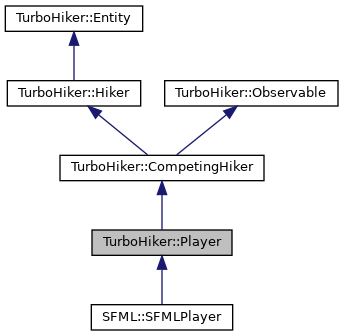 TurboHiker::Entity
TurboHiker::Hiker
TurboHiker::Observable
TurboHiker::CompetingHiker
TurboHiker::Player
SFML::SFMLPlayer